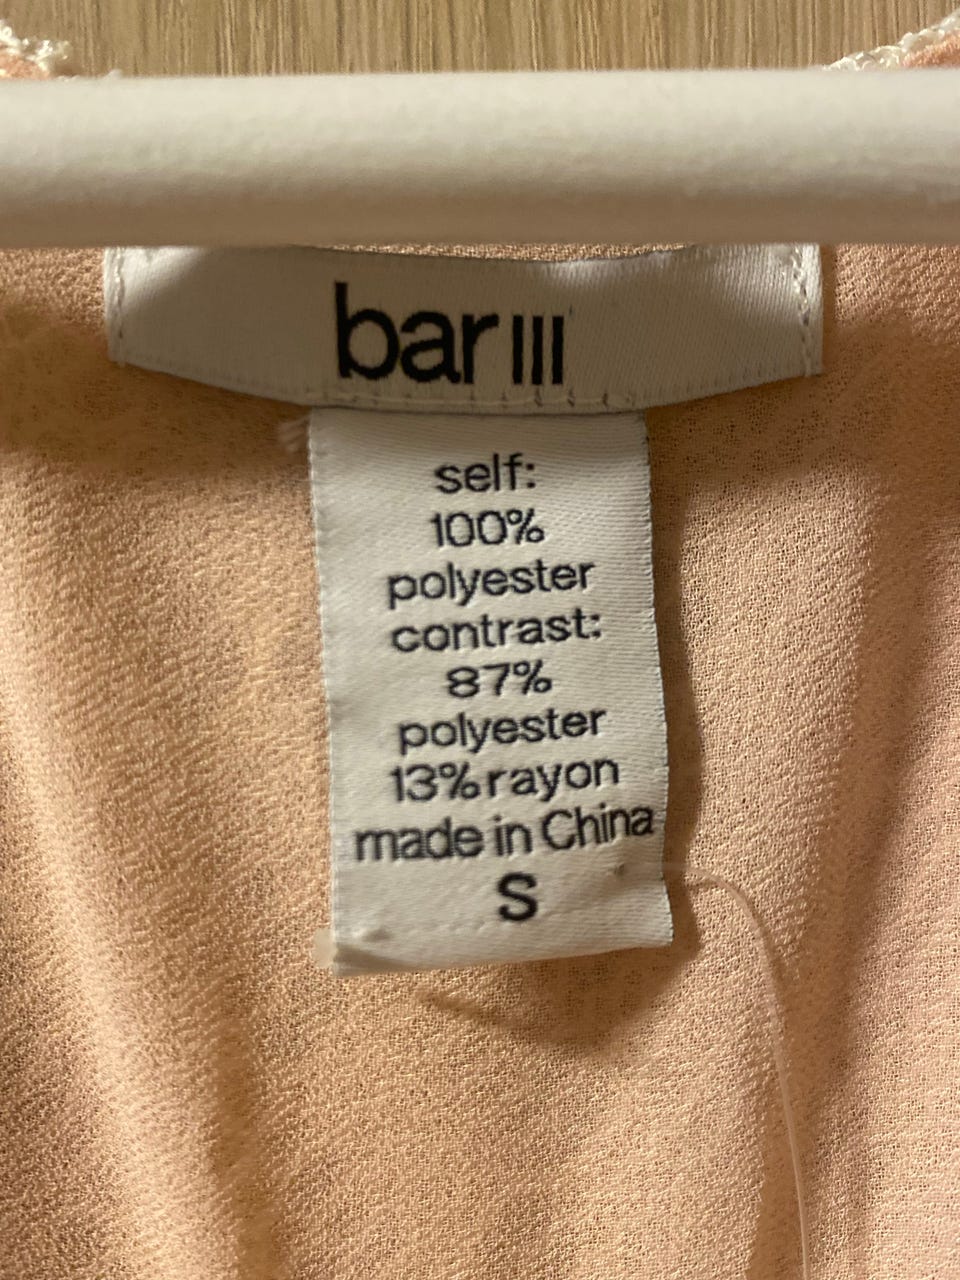 bar III
self:
100%
polyester
contrast:
87%
polyester
13% rayon
made in China
S